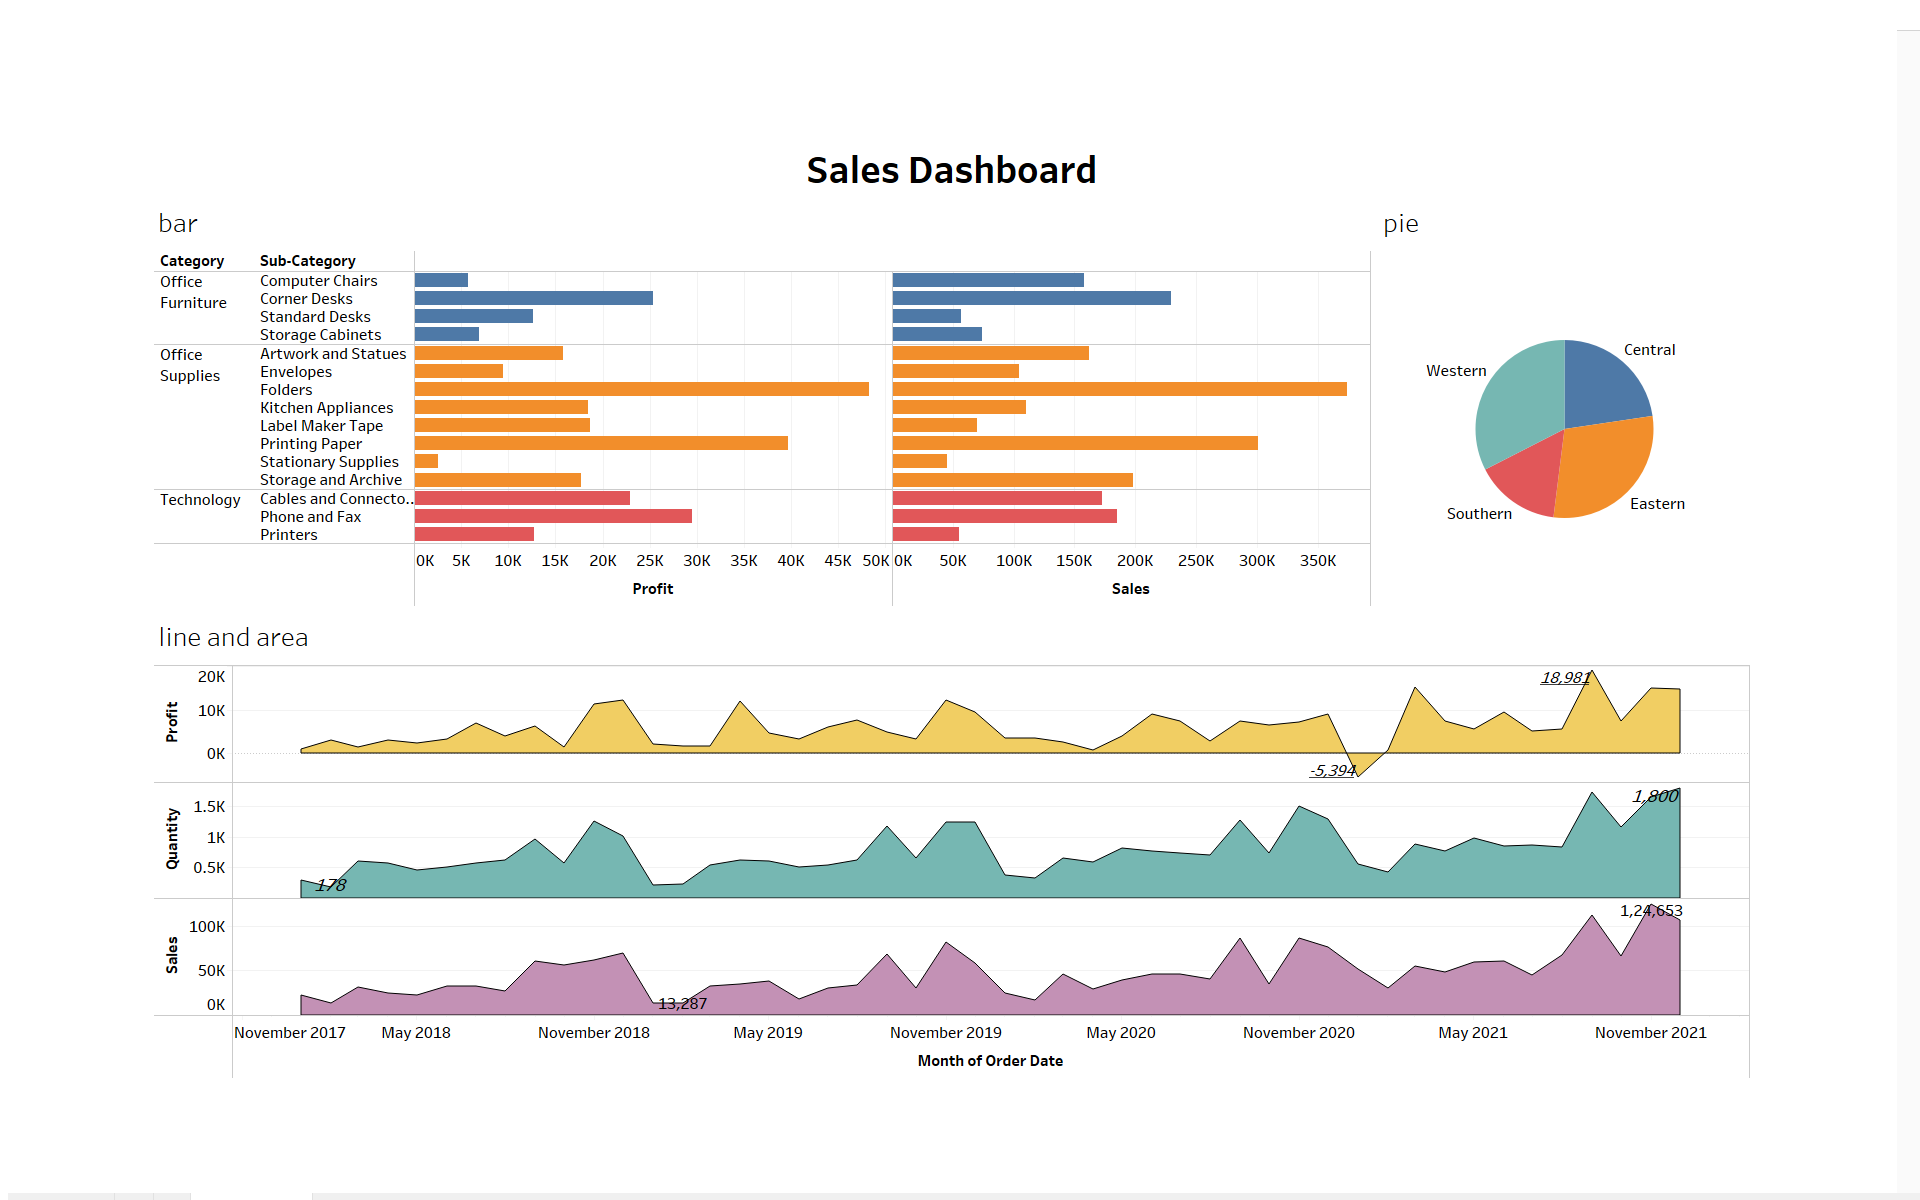 Sales Dashboard
bar
pie
Category Sub-Category
Office Furniture
Computer Chairs
Corner Desks
Standard Desks
Storage Cabinets
Office Supplies
Artwork and Statues
Envelopes
Folders
Kitchen Appliances
Label Maker Tape
Printing Paper
Stationary Supplies
Storage and Archive
Technology
Cables and Connecto..
Phone and Fax
Printers
0K 5K 10K 15K 20K 25K 30K 35K 40K 45K 50K
0K 50K 100K 150K 200K 250K 300K 350K
Profit
Sales
Central
Western
Eastern
Southern
line and area
Profit
20K
10K
0K
18,981
-5,394
Quantity
1.5K
1K
0.5K
178
1,800
Sales
100K
50K
0K
13,287
1,24,653
November 2017 May 2018 November 2018 May 2019 November 2019 May 2020 November 2020 May 2021 November 2021
Month of Order Date